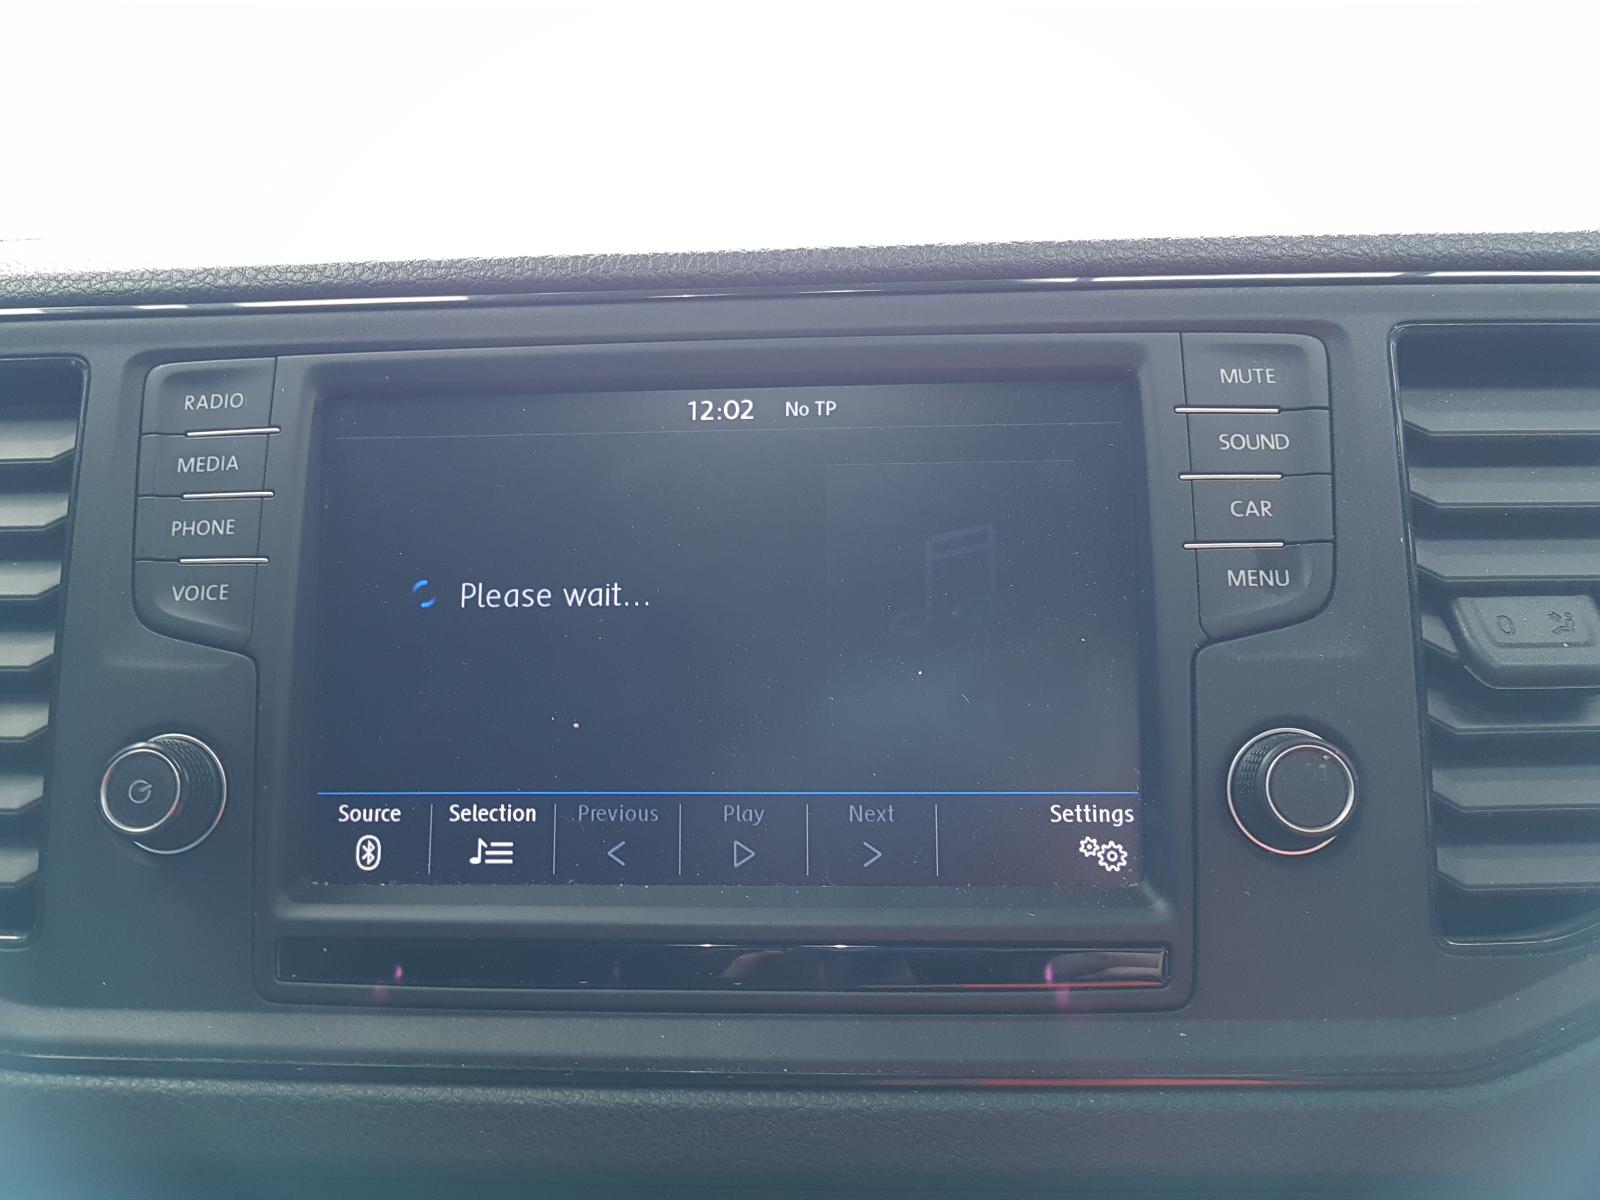 12:02 No TP
RADIO
MEDIA
PHONE
VOICE
MUTE
SOUND
CAR
MENU
Please wait...
Source Selection Previous Play Next Settings